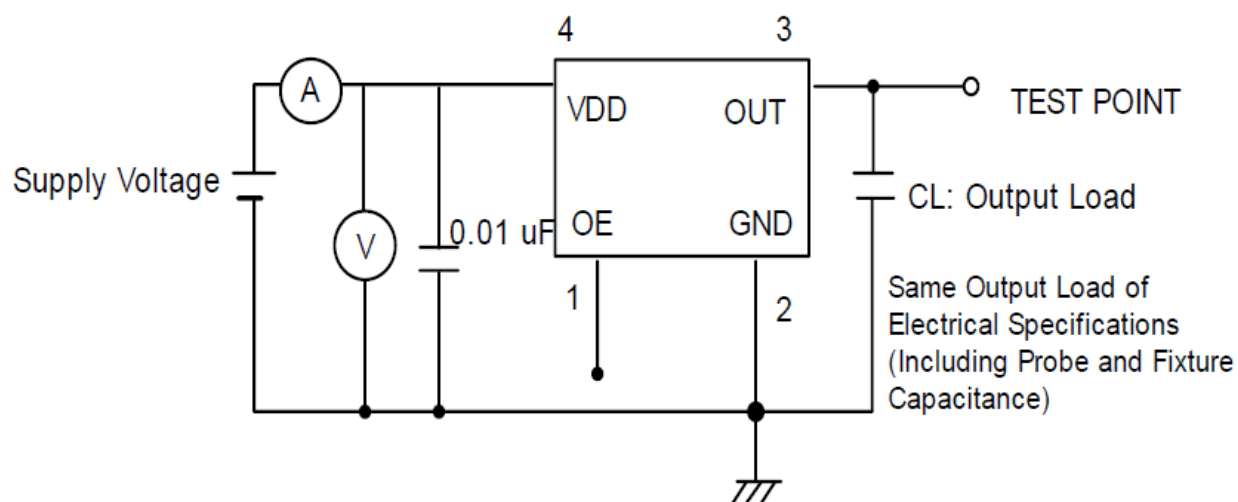 4
3
A
VDD
OUT
TEST POINT
Supply Voltage
CL: Output Load
V
0.01 uF
OE
GND
1
2
Same Output Load of
Electrical Specifications
(Including Probe and Fixture
Capacitance)